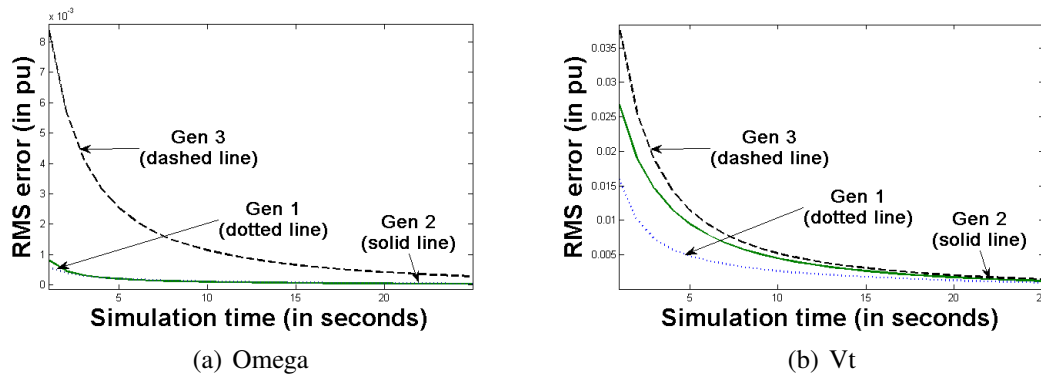 × 10⁻³
8
7
6
5
4
3
2
1
0
RMS error (in pu)
Gen 3
(dashed line)
Gen 1
(dotted line)
Gen 2
(solid line)
5
10
15
20
Simulation time (in seconds)
(a) Omega
0.035
0.03
0.025
0.02
0.015
0.01
0.005
RMS error (in pu)
Gen 3
(dashed line)
Gen 1
(dotted line)
Gen 2
(solid line)
5
10
15
20
Simulation time (in seconds)
(b) Vt